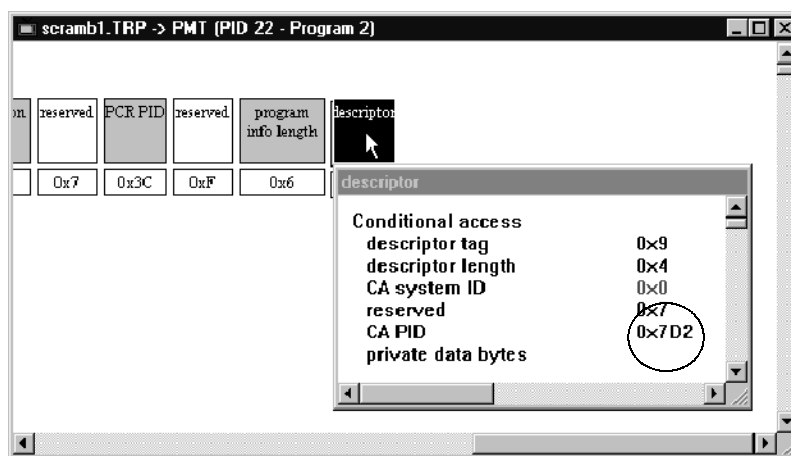 scramb1.TRP -> PMT (PID 22 - Program 2)
on reserved PCR PID reserved program info length descriptor
0x7 0x3C 0xF 0x6
descriptor
Conditional access
descriptor tag 0x9
descriptor length 0x4
CA system ID 0x0
reserved 0x7
CA PID 0x7D2
private data bytes